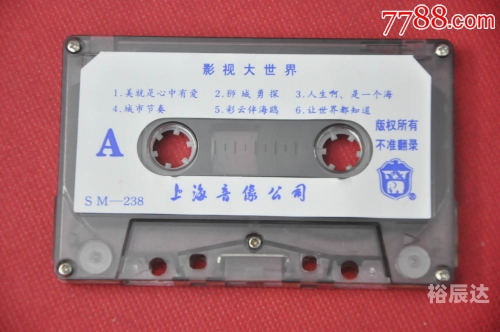 7788.com
影视大世界
1.美就是心中有爱 2.狮城勇探 3.人生啊、是一个海
4.城市节奏 5.彩云伴海鸥 6.让世界都知道
A
版权所有
不准翻录
SM—238
上海音像公司
裕辰达